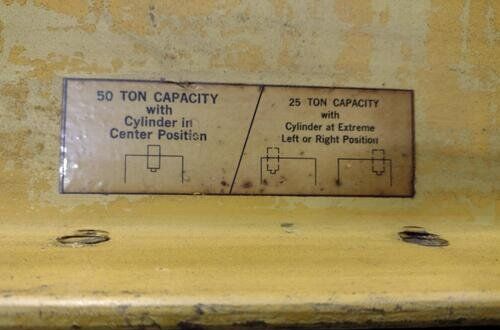 50 TON CAPACITY
with
Cylinder in
Center Position
25 TON CAPACITY
with
Cylinder at Extreme
Left or Right Position